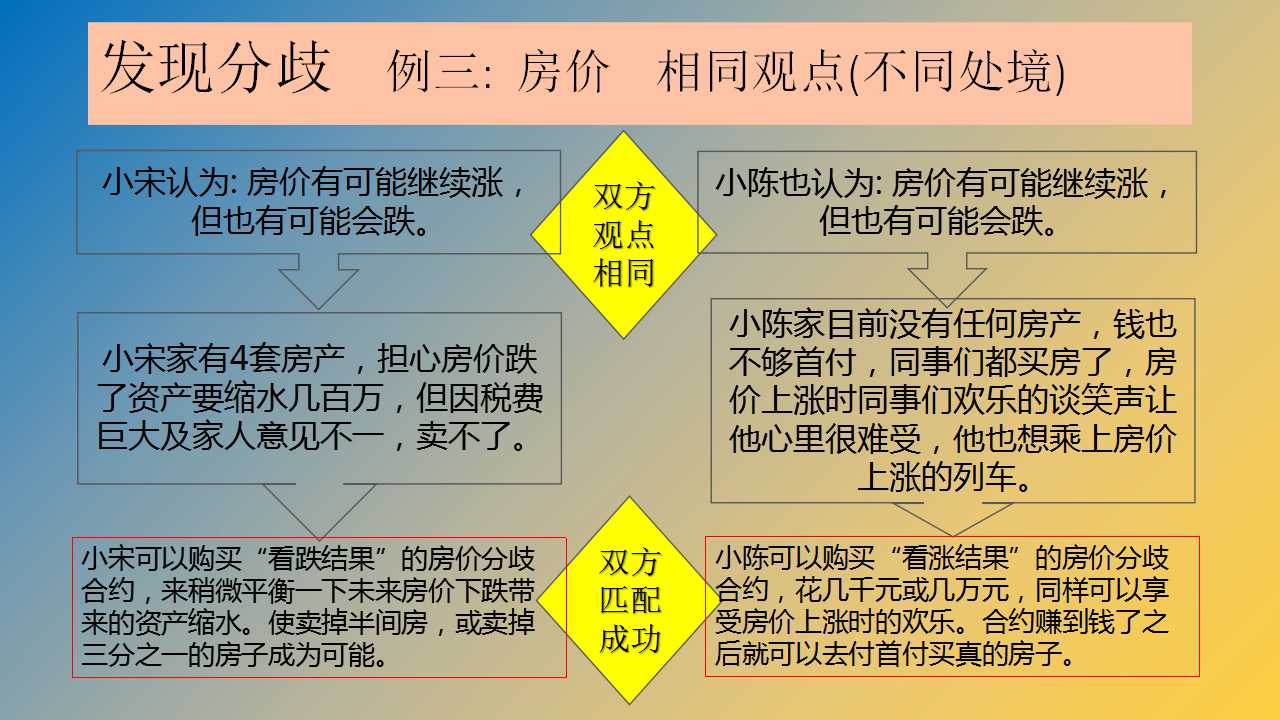 发现分歧 例三: 房价 相同观点(不同处境)
小宋认为: 房价有可能继续涨，
但也有可能会跌。
双方
观点
相同
小陈也认为: 房价有可能继续涨，
但也有可能会跌。
小宋家有4套房产，担心房价跌
了资产要缩水几百万，但因税费
巨大及家人意见不一，卖不了。
小陈家目前没有任何房产，钱也
不够首付，同事们都买房了，房
价上涨时同事们欢乐的谈笑声让
他心里很难受，他也想乘上房价
上涨的列车。
小宋可以购买“看跌结果”的房价分歧
合约，来稍微平衡一下未来房价下跌带
来的资产缩水。使卖掉半间房，或卖掉
三分之一的房子成为可能。
双方
匹配
成功
小陈可以购买“看涨结果”的房价分歧
合约，花几千元或几万元，同样可以享
受房价上涨时的欢乐。合约赚到钱了之
后就可以去付首付买真的房子。